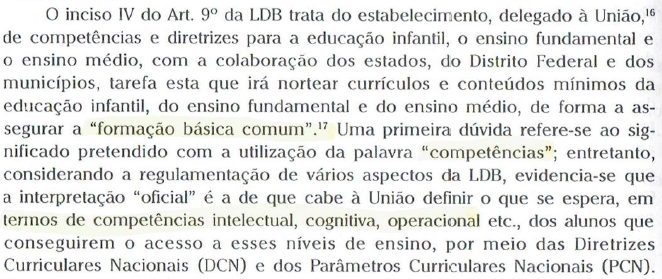 O inciso IV do Art. 9º da LDB trata do estabelecimento, delegado à União,¹⁶
de competências e diretrizes para a educação infantil, o ensino fundamental e
o ensino médio, com a colaboração dos estados, do Distrito Federal e dos
municípios, tarefa esta que irá nortear currículos e conteúdos mínimos da
educação infantil, do ensino fundamental e do ensino médio, de forma a as-
segurar a “formação básica comum”.¹⁷ Uma primeira dúvida refere-se ao sig-
nificado pretendido com a utilização da palavra “competências”; entretanto,
considerando a regulamentação de vários aspectos da LDB, evidencia-se que
a interpretação “oficial” é a de que cabe à União definir o que se espera, em
termos de competências intelectual, cognitiva, operacional etc., dos alunos que
conseguirem o acesso a esses níveis de ensino, por meio das Diretrizes
Curriculares Nacionais (DCN) e dos Parâmetros Curriculares Nacionais (PCN).